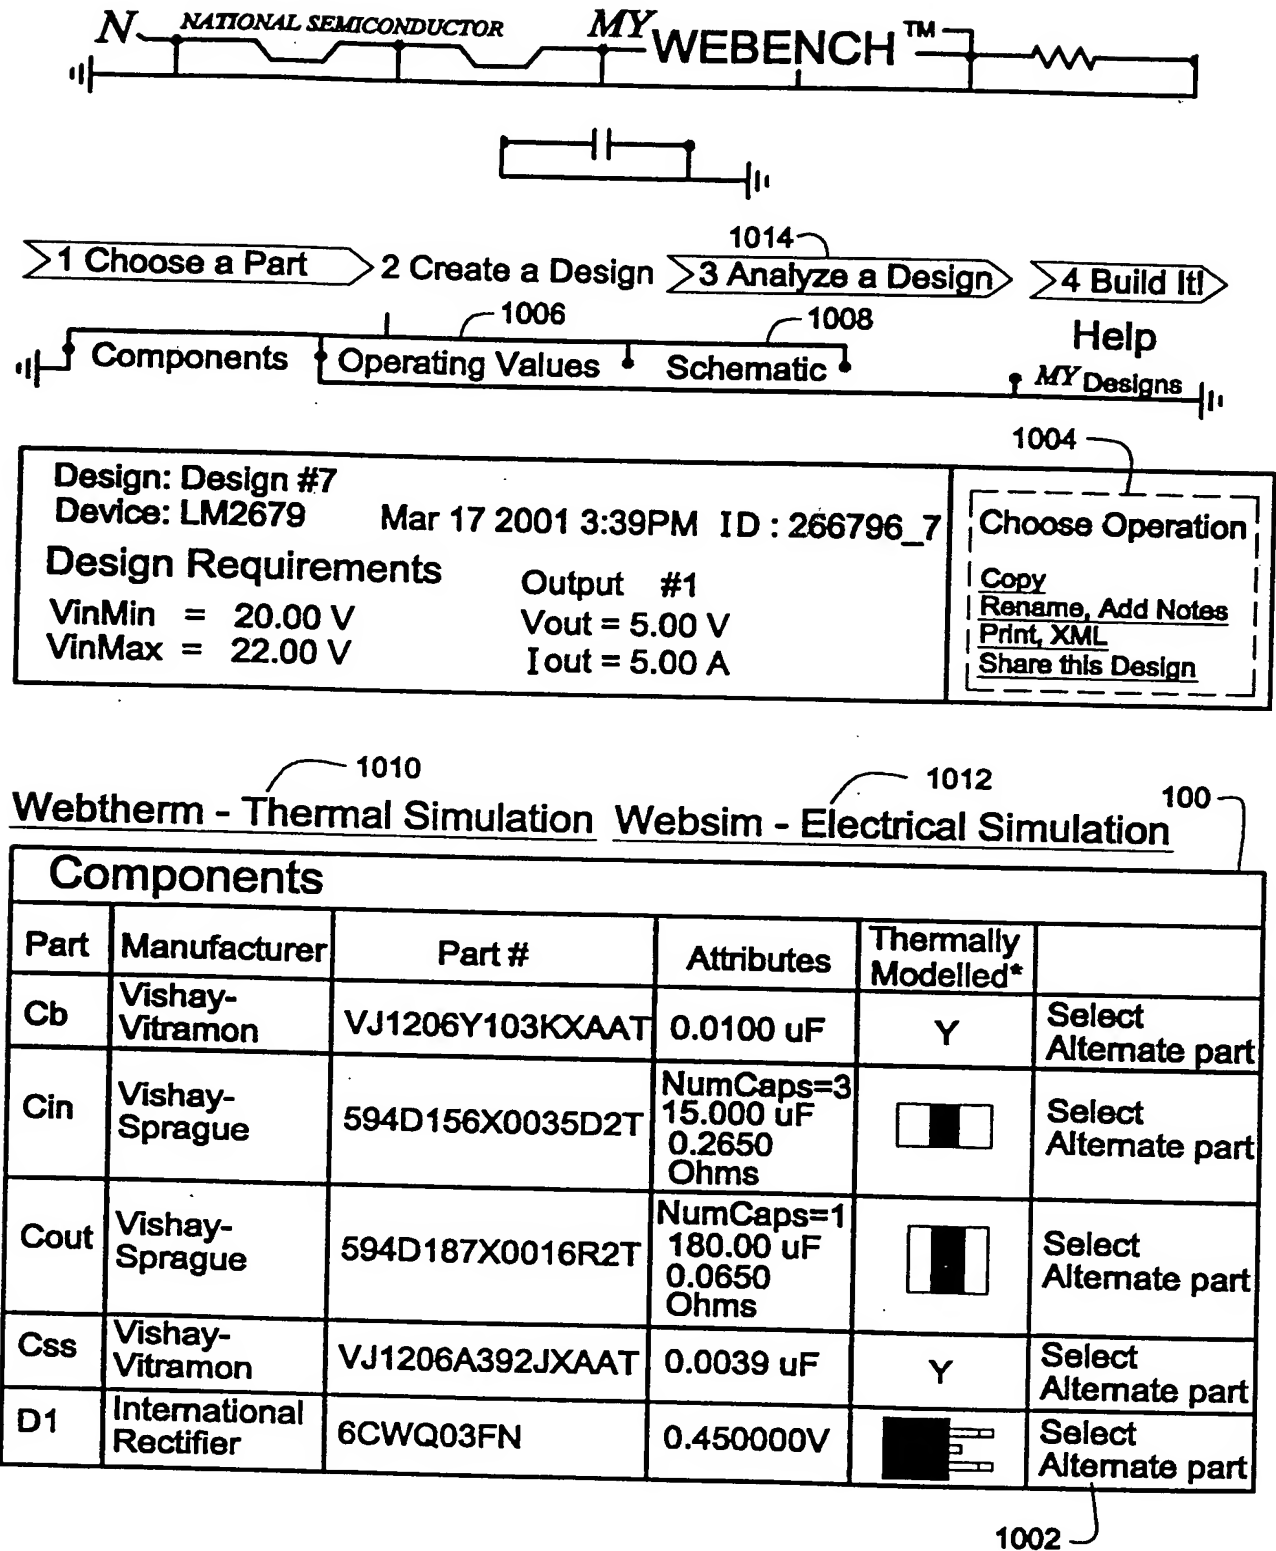 N NATIONAL SEMICONDUCTOR MY WEBENCH TM
1014
1 Choose a Part 2 Create a Design 3 Analyze a Design 4 Build It!
1006 1008
Help
Components Operating Values Schematic MY Designs
1004
Design: Design #7
Device: LM2679 Mar 17 2001 3:39PM ID : 266796_7
Design Requirements Output #1
VinMin = 20.00 V Vout = 5.00 V
VinMax = 22.00 V Iout = 5.00 A
Choose Operation
Copy
Rename, Add Notes
Print, XML
Share this Design
1010 1012 100
Webtherm - Thermal Simulation Websim - Electrical Simulation
Components
Part Manufacturer Part # Attributes Thermally
Modelled*
Cb Vishay-
Vitramon VJ1206Y103KXAAT 0.0100 uF Y Select
Alternate part
Cin Vishay-
Sprague 594D156X0035D2T NumCaps=3
15.000 uF
0.2650
Ohms
Select
Alternate part
Cout Vishay-
Sprague 594D187X0016R2T NumCaps=1
180.00 uF
0.0650
Ohms
Select
Alternate part
Css Vishay-
Vitramon VJ1206A392JXAAT 0.0039 uF Y Select
Alternate part
D1 International
Rectifier 6CWQ03FN 0.450000V Select
Alternate part
1002